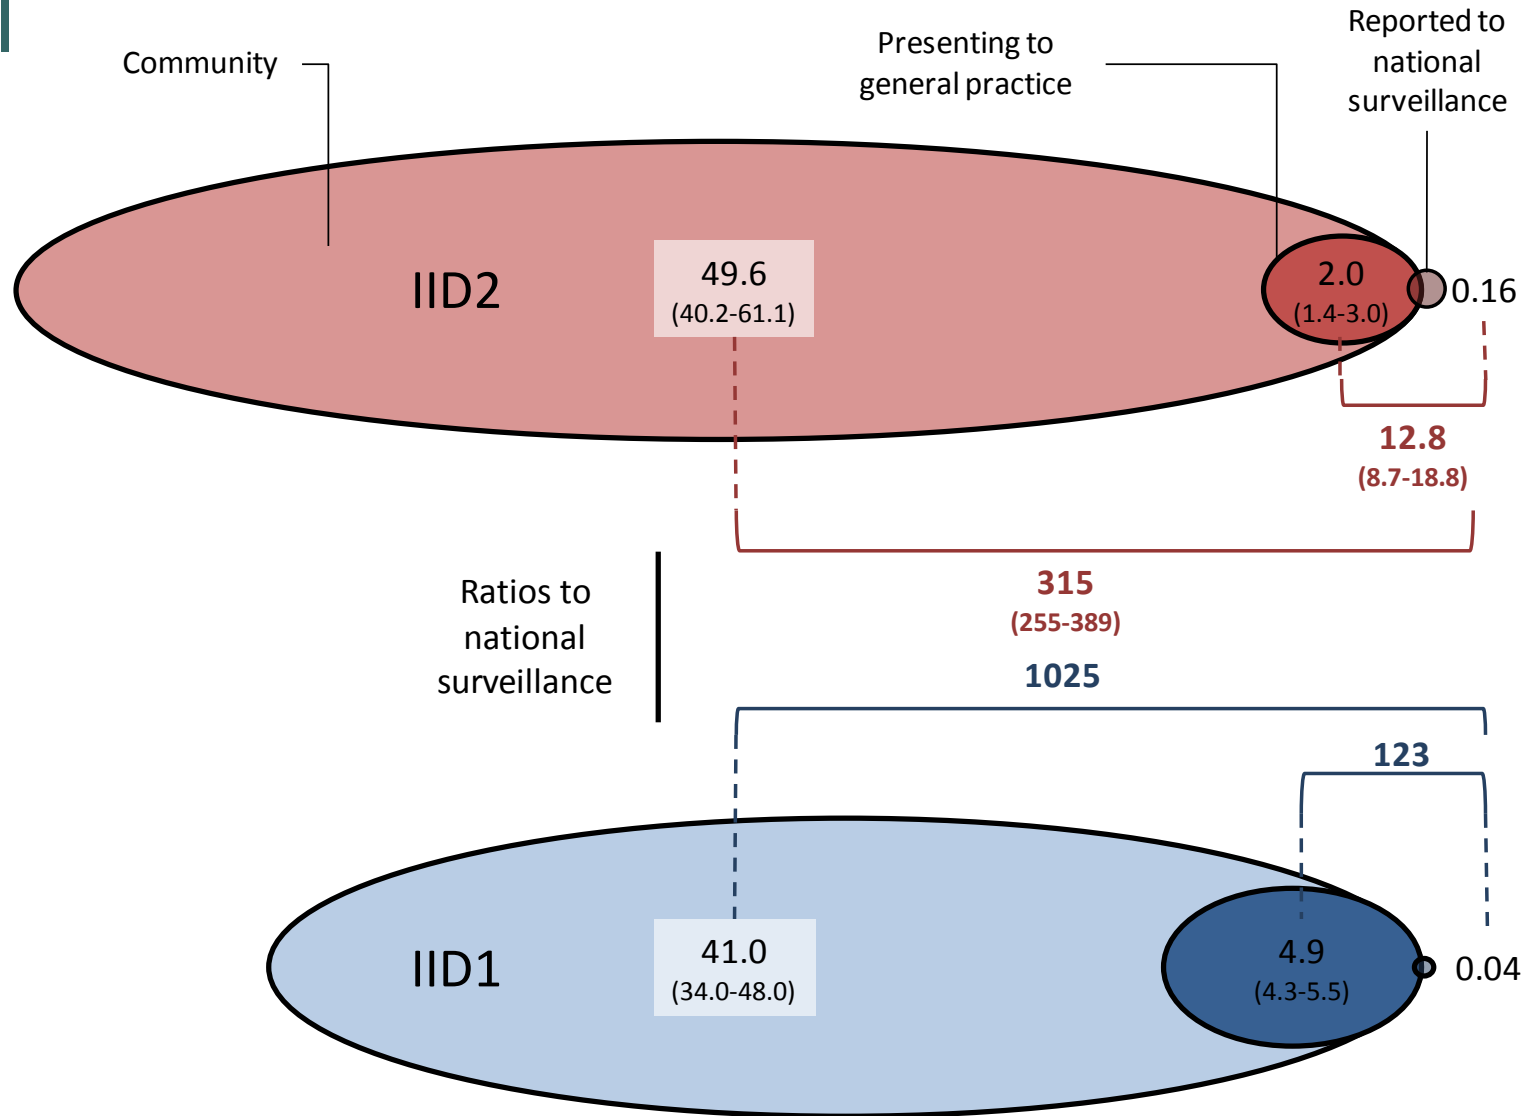 Community
Presenting to
general practice
Reported to
national
surveillance
IID2
49.6
(40.2-61.1)
2.0
(1.4-3.0)
0.16
12.8
(8.7-18.8)
315
(255-389)
Ratios to
national
surveillance
1025
123
IID1
41.0
(34.0-48.0)
4.9
(4.3-5.5)
0.04